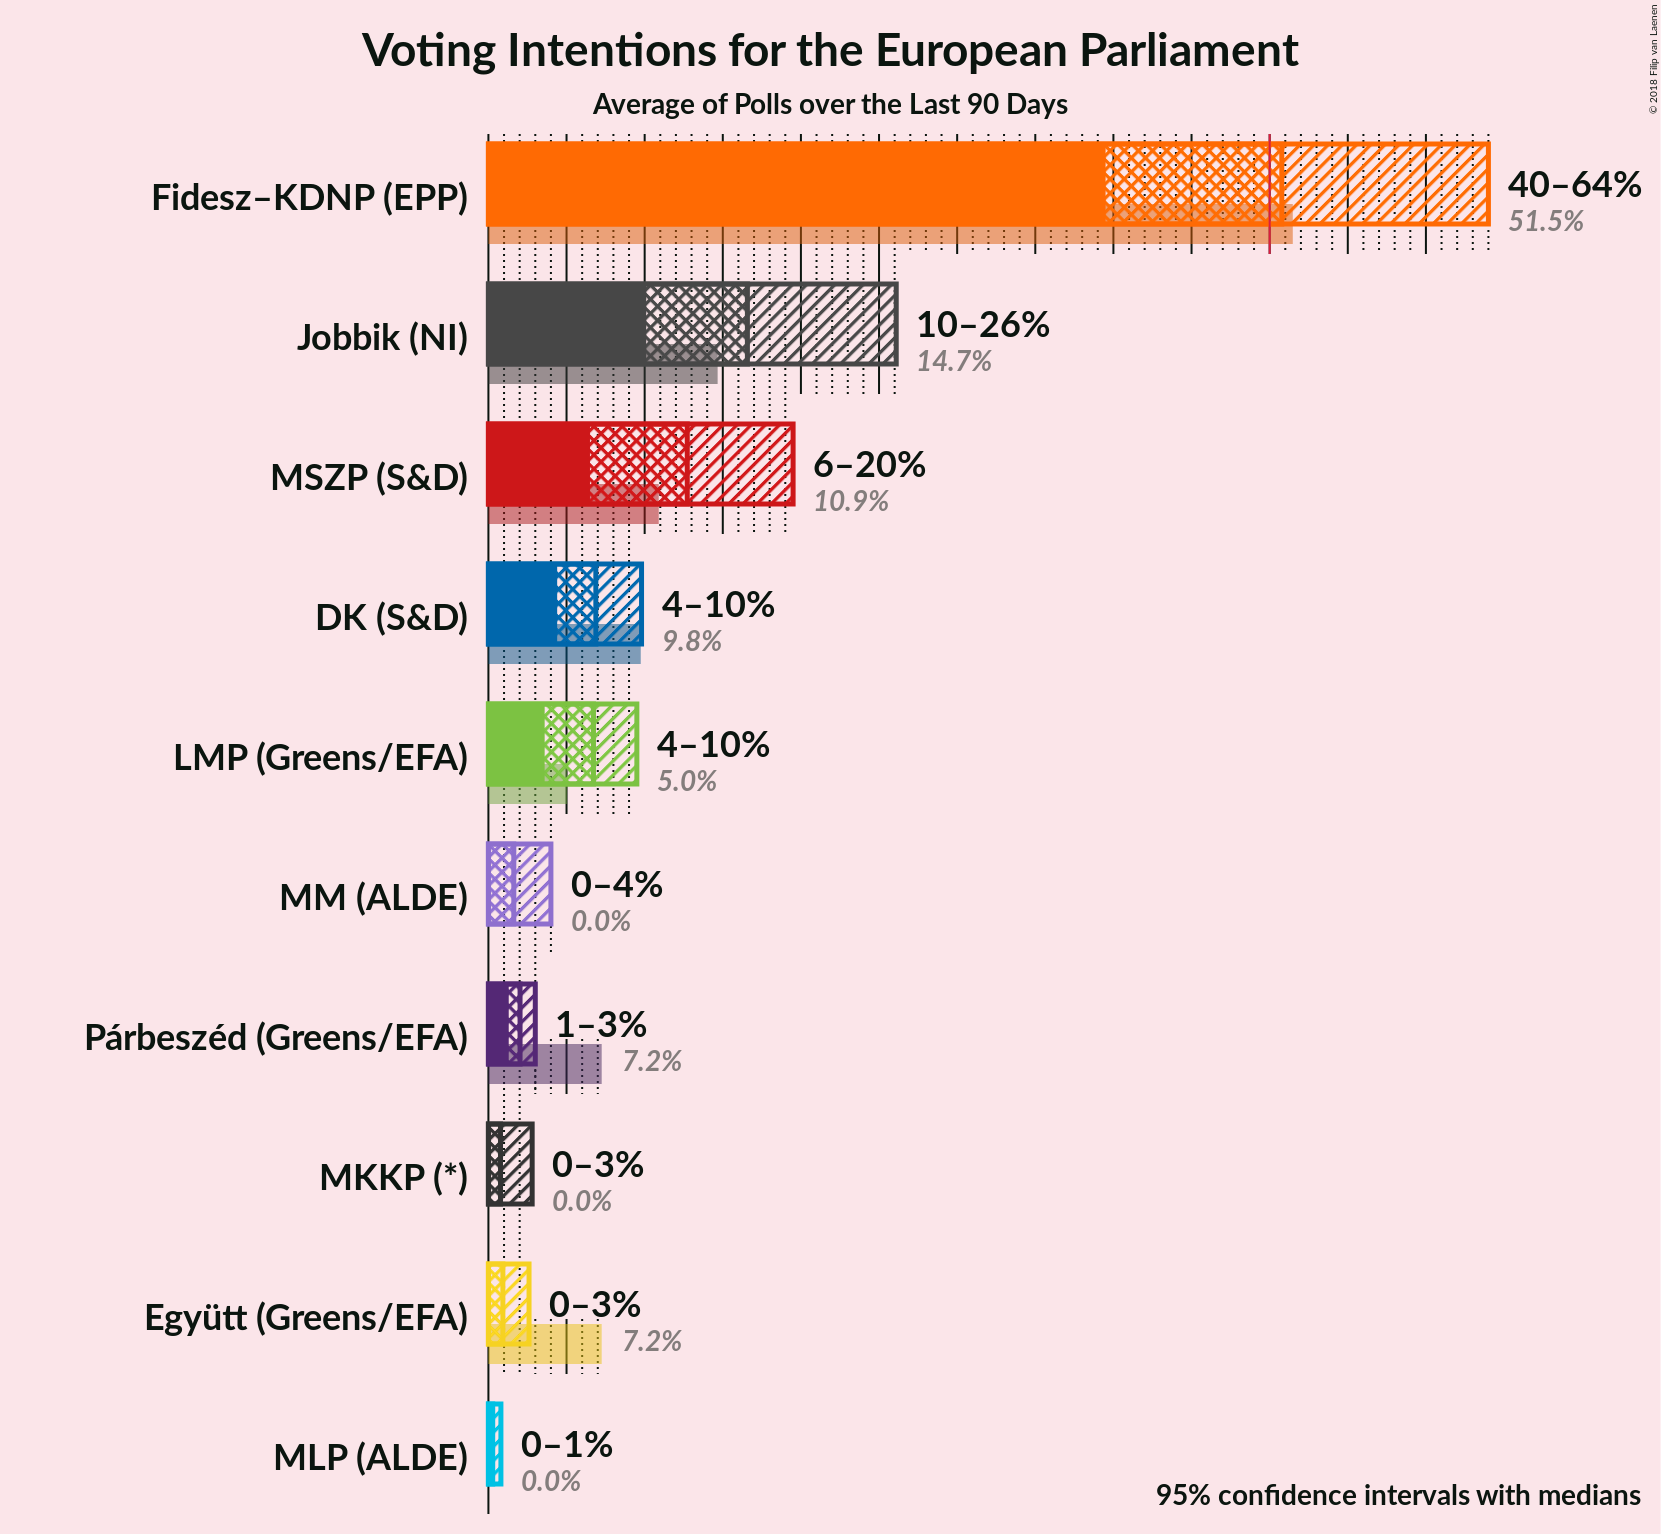 Voting Intentions for the European Parliament
Average of Polls over the Last 90 Days
© 2018 Filip van Laenen
Fidesz–KDNP (EPP)
40–64%
51.5%
Jobbik (NI)
10–26%
14.7%
MSZP (S&D)
6–20%
10.9%
DK (S&D)
4–10%
9.8%
LMP (Greens/EFA)
4–10%
5.0%
MM (ALDE)
0–4%
0.0%
Párbeszéd (Greens/EFA)
1–3%
7.2%
MKKP (*)
0–3%
0.0%
Együtt (Greens/EFA)
0–3%
7.2%
MLP (ALDE)
0–1%
0.0%
95% confidence intervals with medians